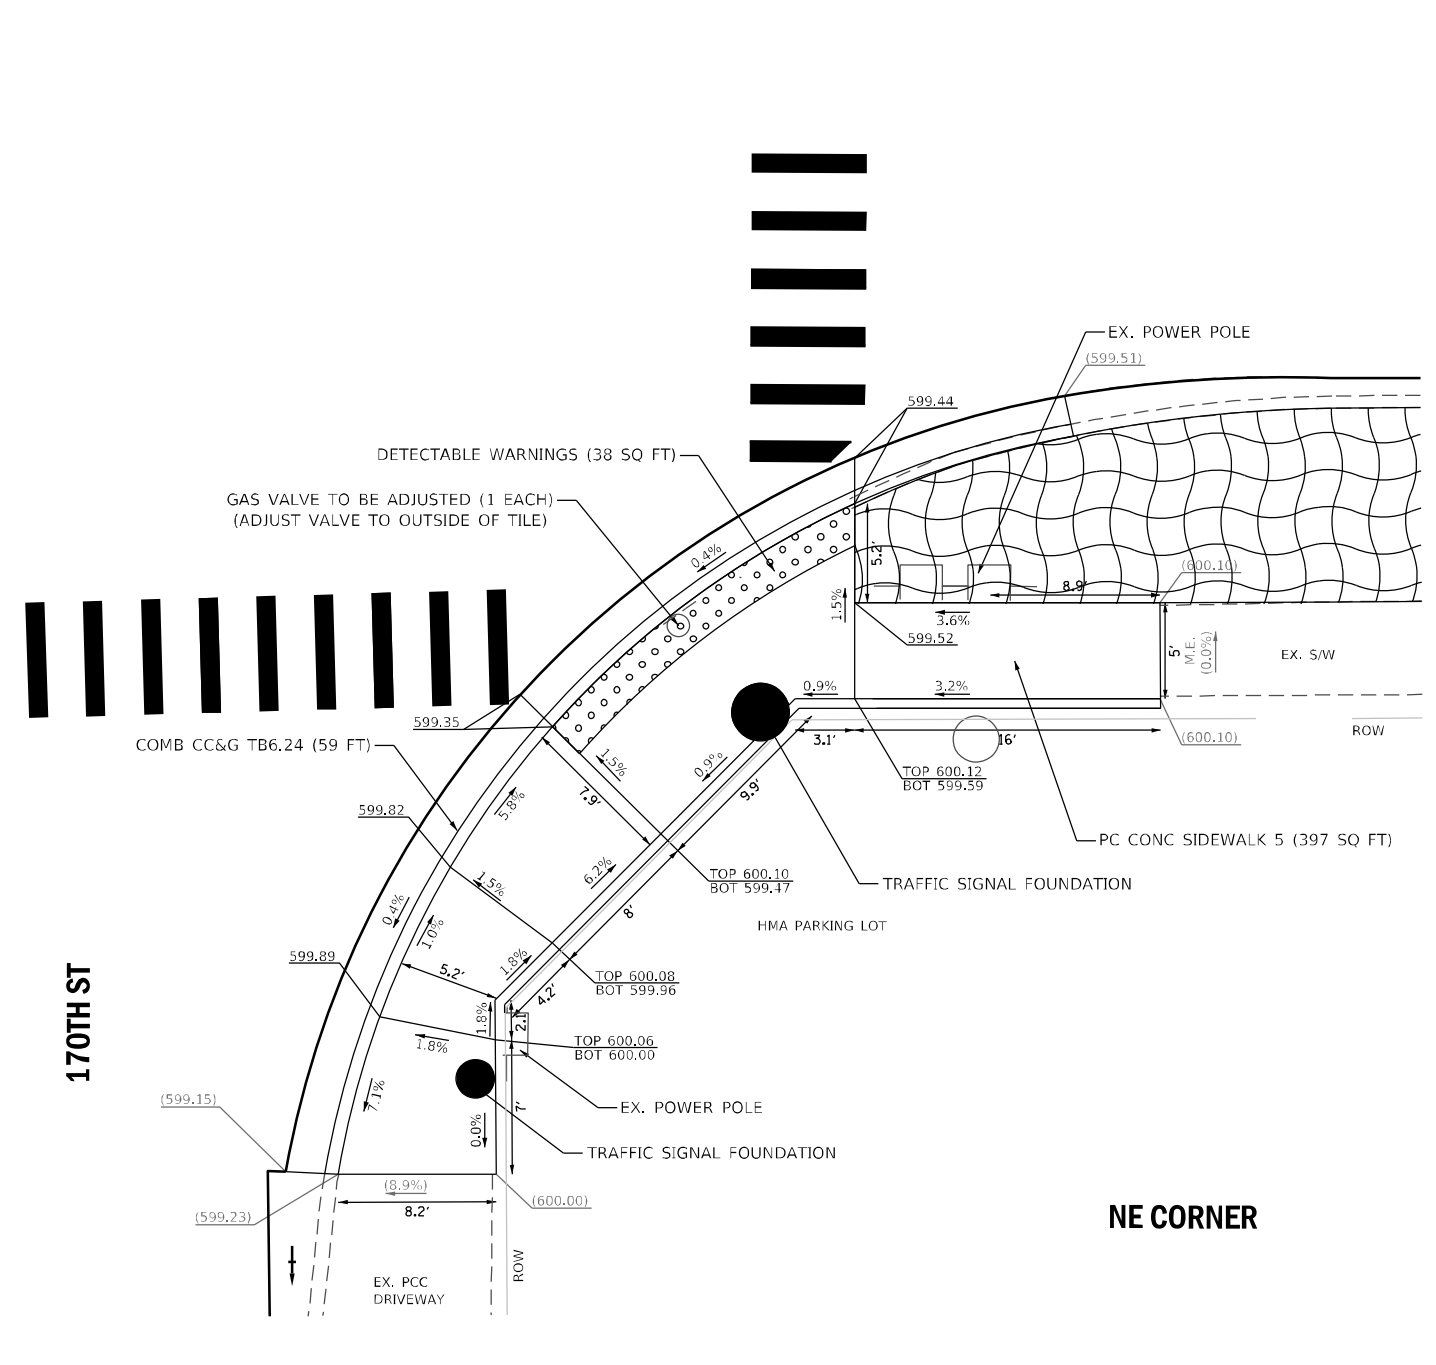 EX. POWER POLE
(599.51)
599.44
DETECTABLE WARNINGS (38 SQ FT)
GAS VALVE TO BE ADJUSTED (1 EACH)
(ADJUST VALVE TO OUTSIDE OF TILE)
0.4%
5.2'
(600.10)
8.9'
1.5%
3.6%
599.52
5'
M.E.
(0.0%)
EX. S/W
0.9%
3.2%
599.35
COMB CC&G TB6.24 (59 FT)
3.1'
16'
ROW
(600.10)
1.5%
0.9%
TOP 600.12
BOT 599.59
7.9'
9.9'
5.8%
599.82
PC CONC SIDEWALK 5 (397 SQ FT)
6.2%
TOP 600.10
BOT 599.47
TRAFFIC SIGNAL FOUNDATION
1.5%
0.4%
8'
HMA PARKING LOT
1.0%
599.89
5.2'
1.8%
TOP 600.08
BOT 599.96
4.2'
170TH ST
1.8%
2.1'
TOP 600.06
BOT 600.00
1.8%
(599.15)
7.1%
7'
EX. POWER POLE
0.0%
TRAFFIC SIGNAL FOUNDATION
(8.9%)
(600.00)
8.2'
(599.23)
NE CORNER
ROW
EX. PCC
DRIVEWAY